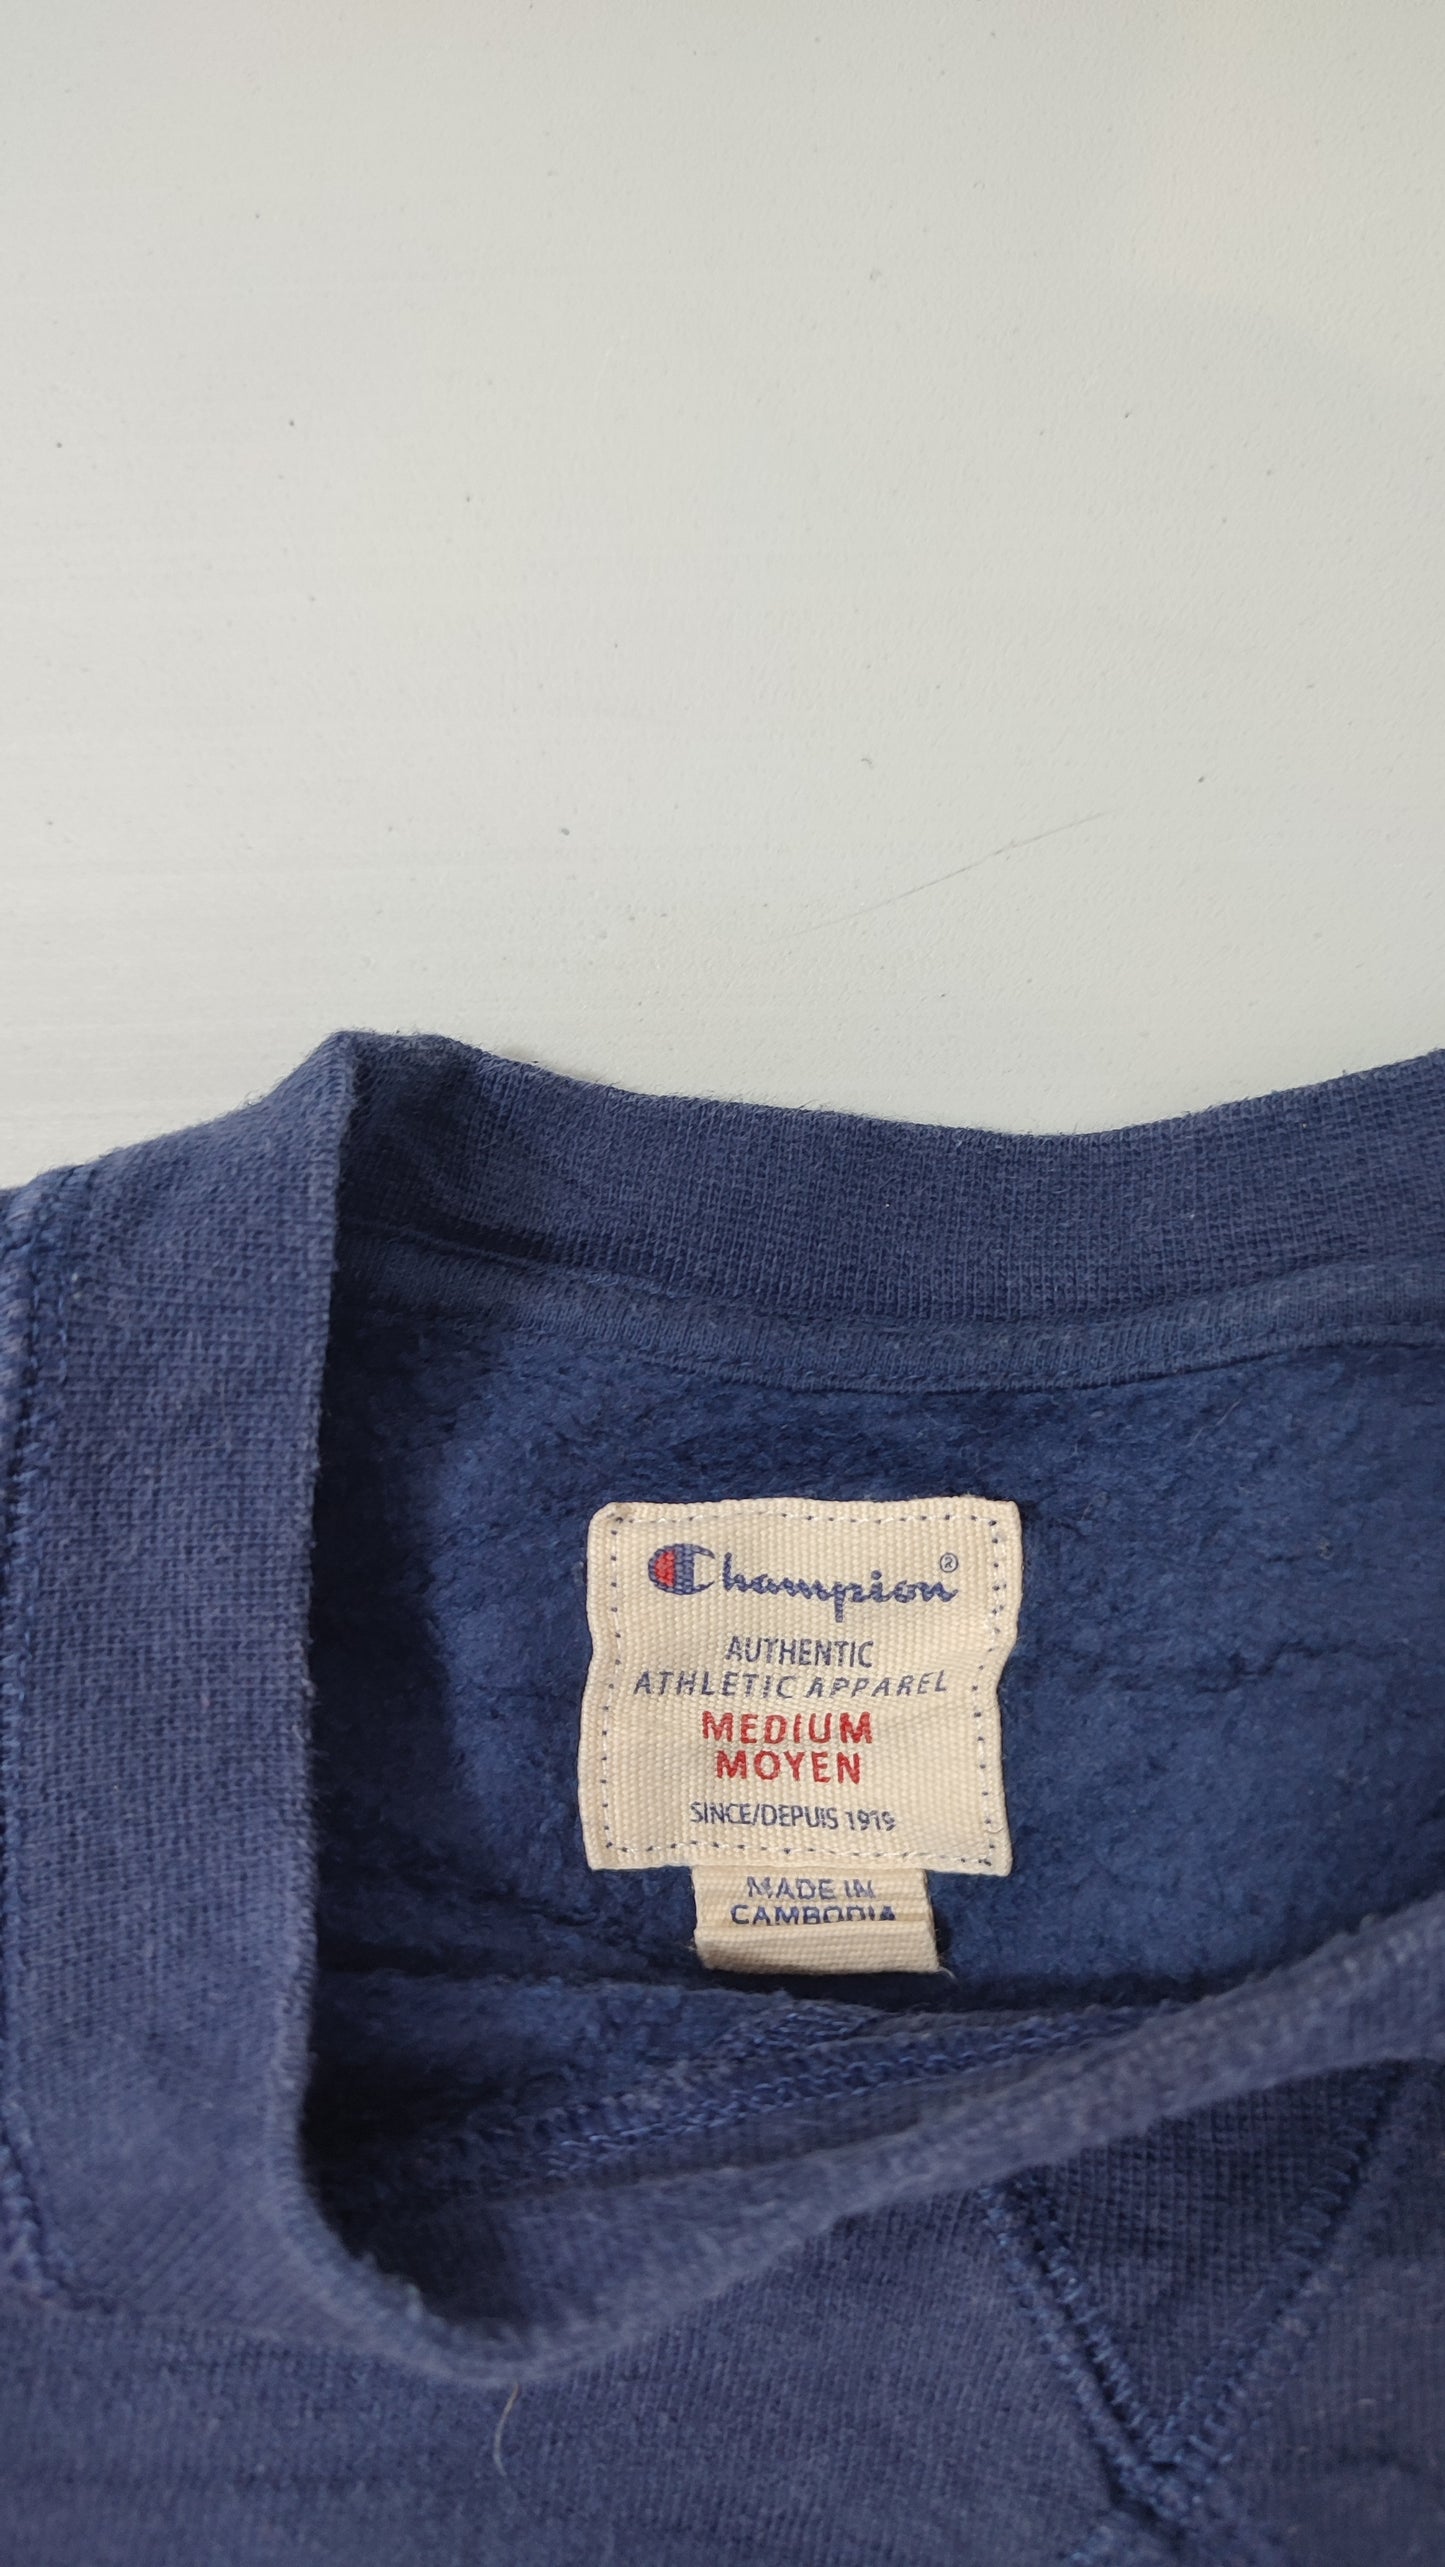 Champion®
AUTHENTIC
ATHLETIC APPAREL
MEDIUM
MOYEN
SINCE/DEPUIS 1919
MADE IN
CAMBODIA